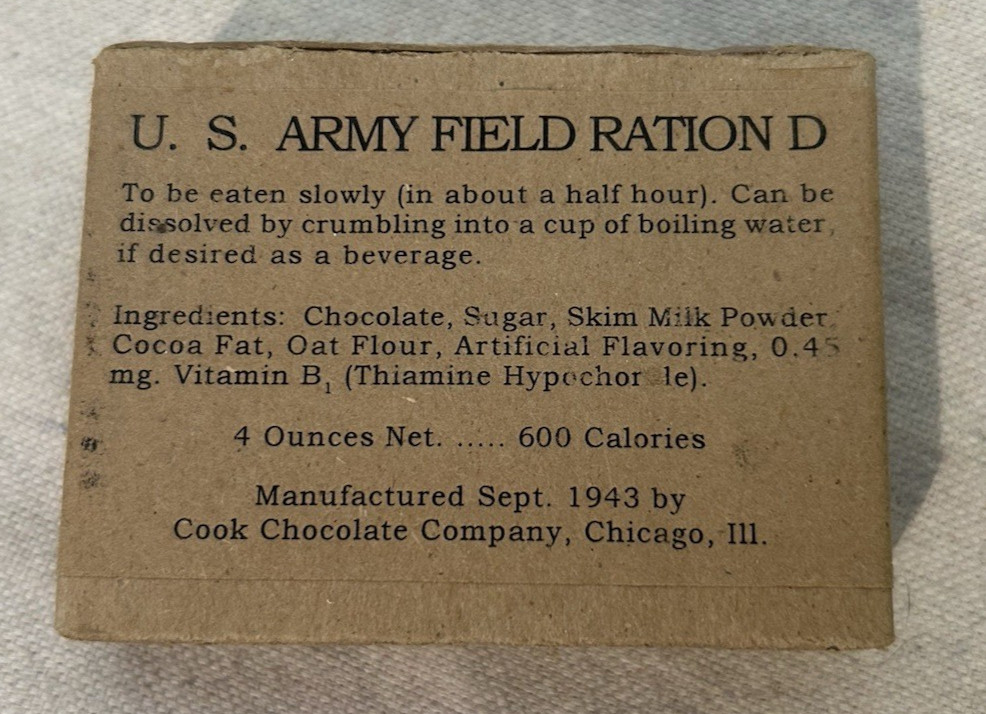 U. S. ARMY FIELD RATION D
To be eaten slowly (in about a half hour). Can be
dissolved by crumbling into a cup of boiling water,
if desired as a beverage.
Ingredients: Chocolate, Sugar, Skim Milk Powder,
Cocoa Fat, Oat Flour, Artificial Flavoring, 0.45
mg. Vitamin B₁ (Thiamine
4 Ounces Net. ..... 600 Calories
Manufactured Sept. 1943 by
Cook Chocolate Company, Chicago, Ill.